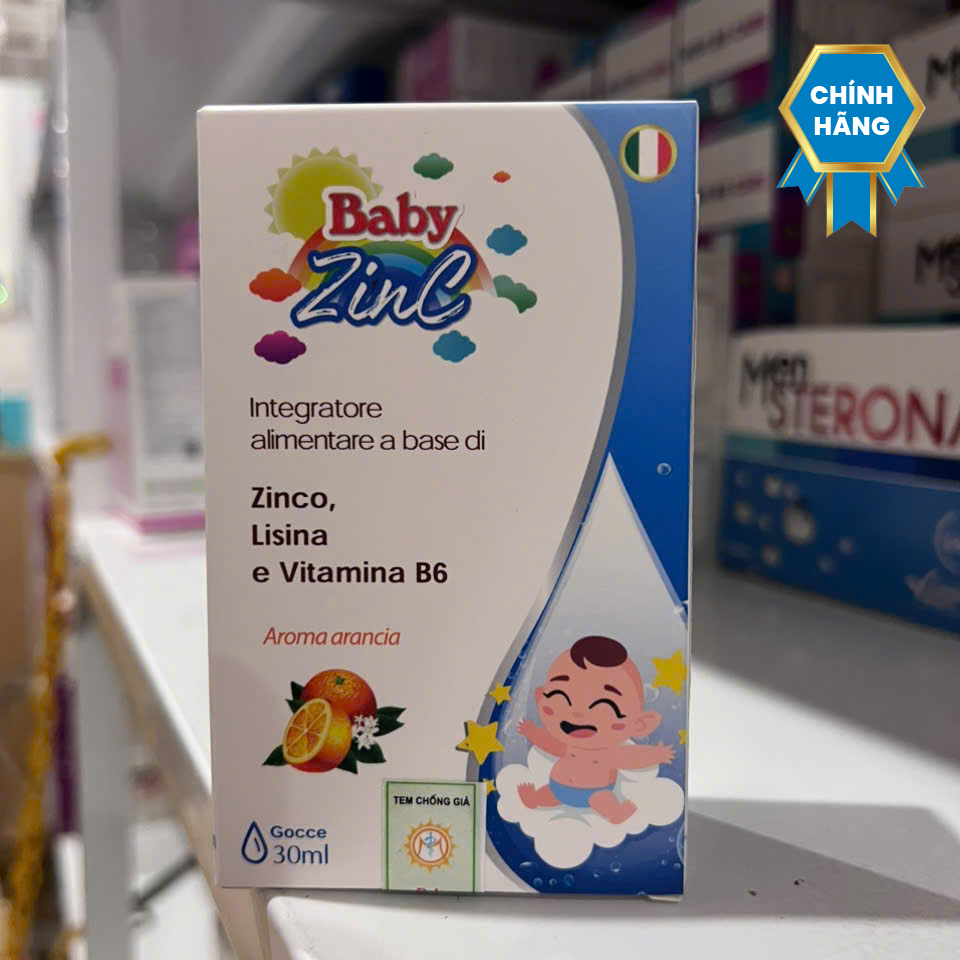 CHÍNH
HÃNG
Baby
ZinC
Integratore
alimentare a base di
Zinco,
Lisina
e Vitamina B6
Aroma arancia
TEM CHỐNG GIẢ
Gocce
30ml
Men
STERONA